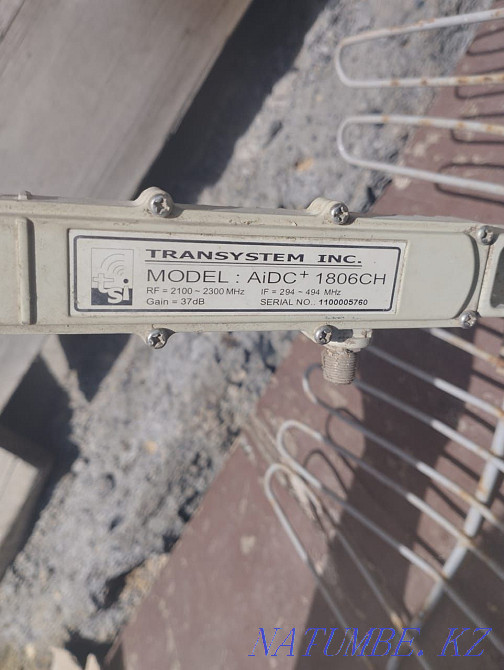 TRANSYSTEM INC.
tsi
MODEL : AiDC+ 1806CH
RF = 2100 ~ 2300 MHz IF = 294 ~ 494 MHz
Gain = 37dB SERIAL NO.: 1100005760
NATUMBE.KZ